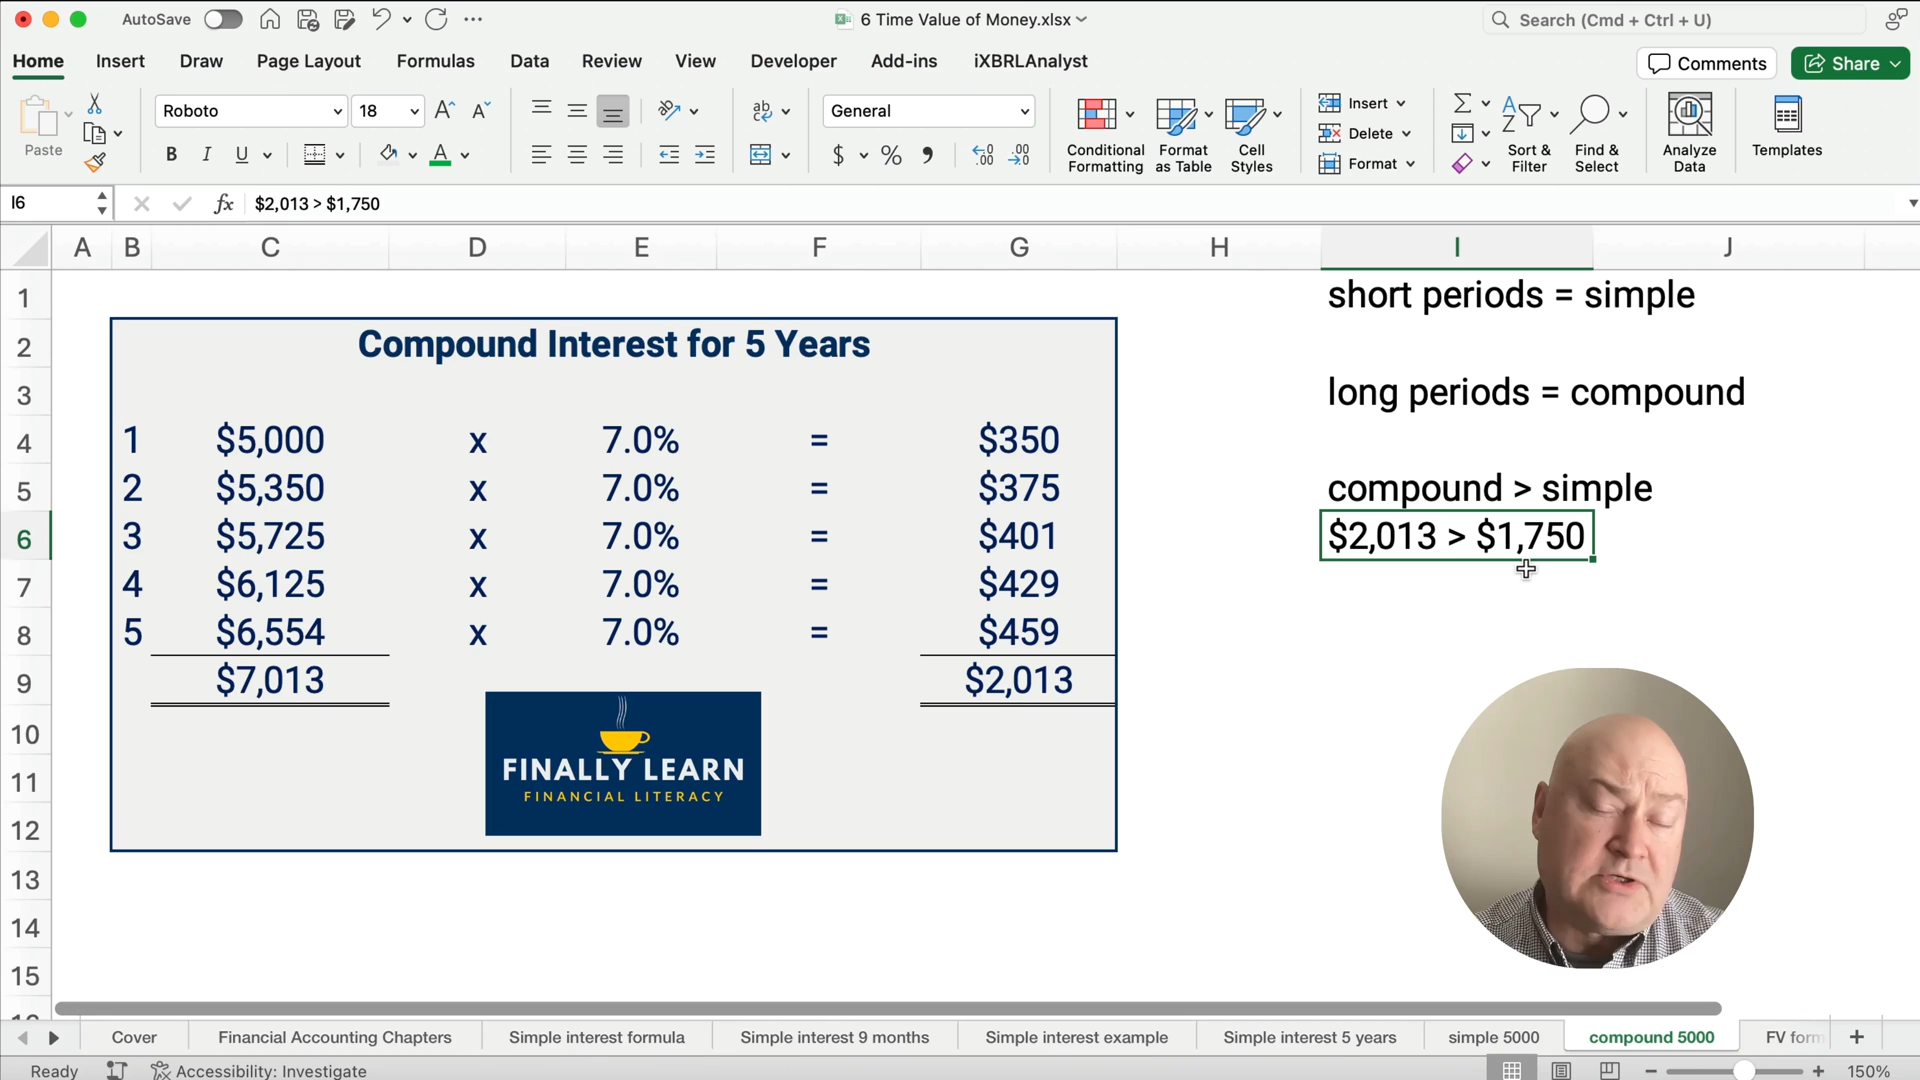 AutoSave
6 Time Value of Money.xlsx
Search (Cmd + Ctrl + U)
Home Insert Draw Page Layout Formulas Data Review View Developer Add-ins iXBRLAnalyst
Comments Share
Paste
Roboto 18
General
B I U
$ % 9
Conditional Formatting
Format as Table
Cell Styles
Insert
Delete
Format
Sort & Filter
Find & Select
Analyze Data
Templates
I6 fx $2,013 > $1,750
A B C D E F G H I J
1 short periods = simple
2 Compound Interest for 5 Years
3 long periods = compound
4 1 $5,000 x 7.0% = $350
5 2 $5,350 x 7.0% = $375 compound > simple
6 3 $5,725 x 7.0% = $401 $2,013 > $1,750
7 4 $6,125 x 7.0% = $429
8 5 $6,554 x 7.0% = $459
9 $7,013 $2,013
10
11
12
13
14
15
FINALLY LEARN
FINANCIAL LITERACY
Cover Financial Accounting Chapters Simple interest formula Simple interest 9 months Simple interest example Simple interest 5 years simple 5000 compound 5000 FV form
Ready Accessibility: Investigate 150%